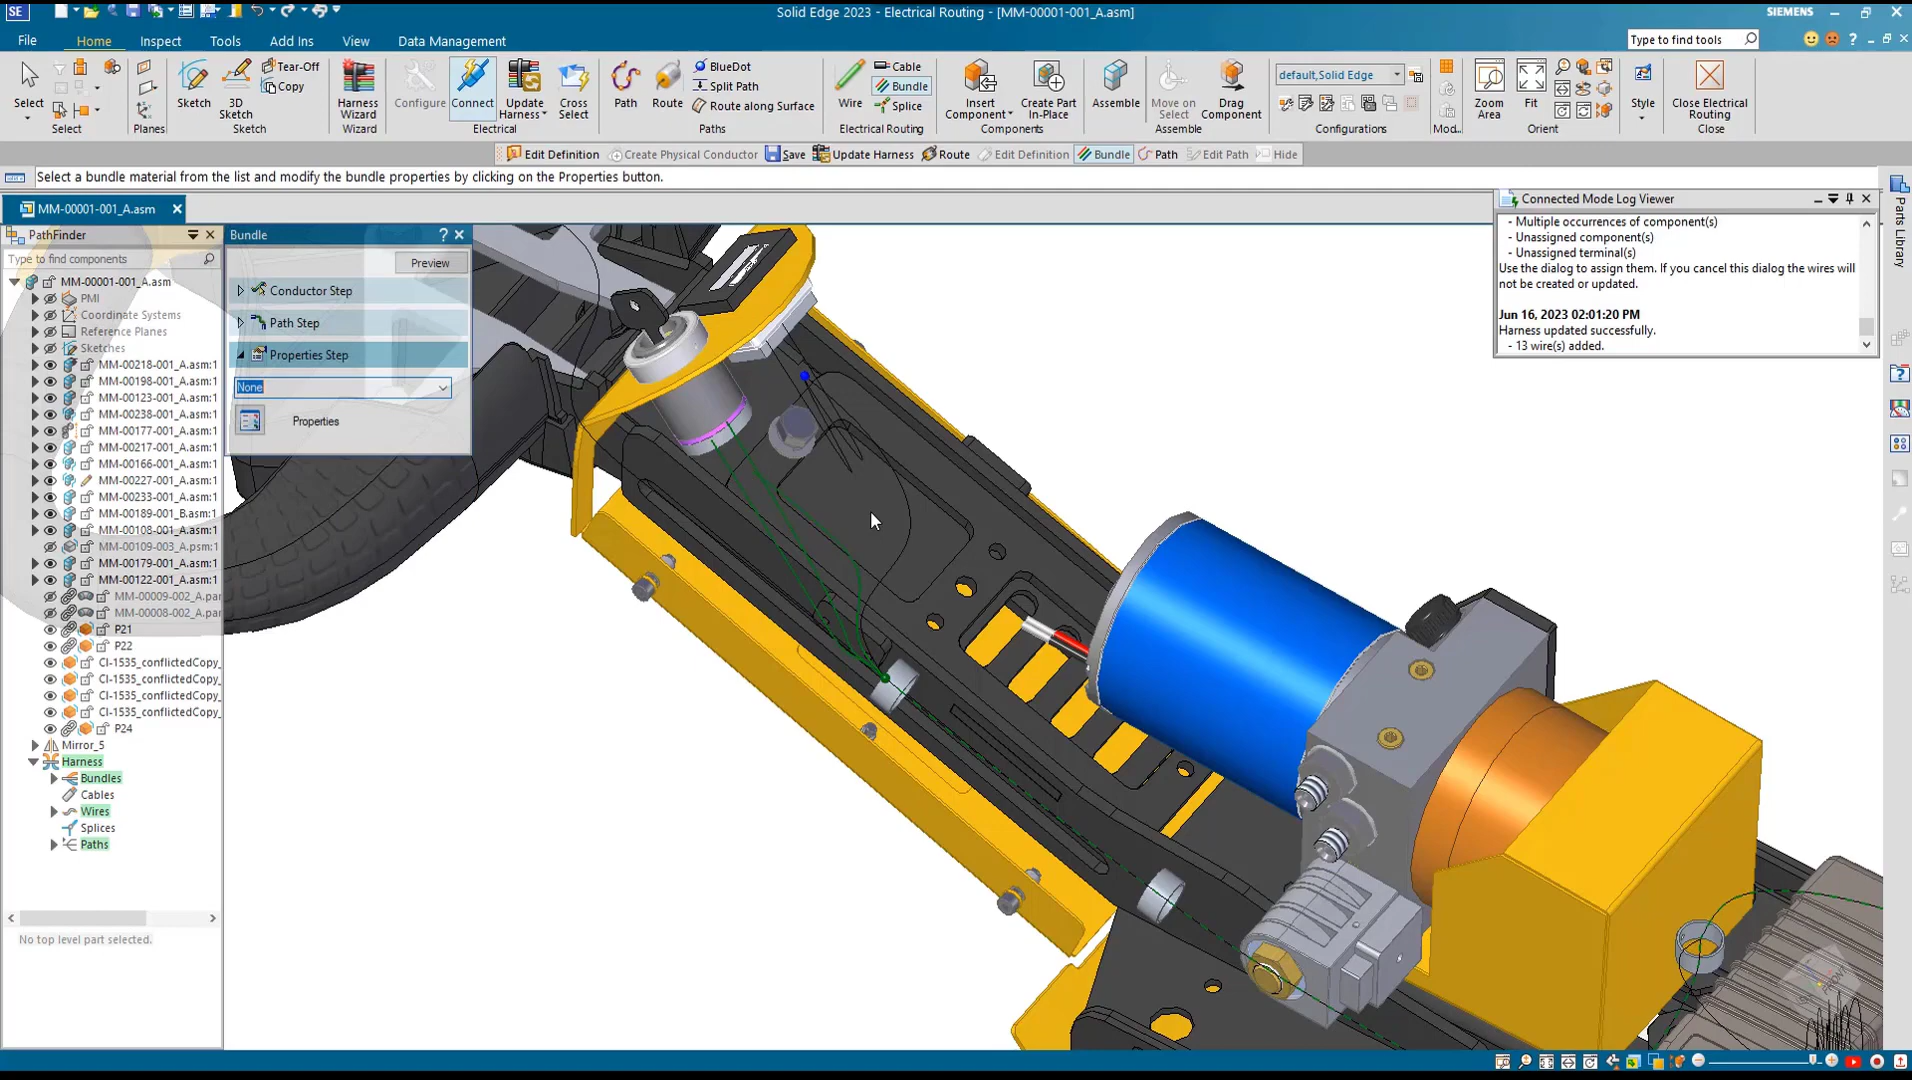 SE
Solid Edge 2023 - Electrical Routing - [MM-00001-001_A.asm]
SIEMENS
File
Home
Inspect
Tools
Add Ins
View
Data Management
Type to find tools
Select
Sketch
3D Sketch
Tear-Off
Copy
Harness Wizard
Configure
Connect
Update Harness
Cross Select
Path
Route
BlueDot
Split Path
Route along Surface
Wire
Cable
Bundle
Splice
Insert Component
Create Part In-Place
Assemble
Move on Select
Drag Component
default,Solid Edge
Zoom Area
Fit
Style
Close Electrical Routing
Select
Planes
Sketch
Wizard
Electrical
Paths
Electrical Routing
Components
Assemble
Configurations
Mod...
Orient
Close
Edit Definition
Create Physical Conductor
Save
Update Harness
Route
Edit Definition
Bundle
Path
Edit Path
Hide
Select a bundle material from the list and modify the bundle properties by clicking on the Properties button.
MM-00001-001_A.asm
PathFinder
Type to find components
MM-00001-001_A.asm
PMI
Coordinate Systems
Reference Planes
Sketches
MM-00218-001_A.asm:1
MM-00198-001_A.asm:1
MM-00123-001_A.asm:1
MM-00238-001_A.asm:1
MM-00177-001_A.asm:1
MM-00217-001_A.asm:1
MM-00166-001_A.asm:1
MM-00227-001_A.asm:1
MM-00233-001_A.asm:1
MM-00189-001_B.asm:1
MM-00108-001_A.asm:1
MM-00109-003_A.psm:1
MM-00179-001_A.asm:1
MM-00122-001_A.asm:1
MM-00009-002_A.par
MM-00008-002_A.par
P21
P22
CI-1535_conflictedCopy_
CI-1535_conflictedCopy_
CI-1535_conflictedCopy_
CI-1535_conflictedCopy_
P24
Mirror_5
Harness
Bundles
Cables
Wires
Splices
Paths
No top level part selected.
Bundle
Preview
Conductor Step
Path Step
Properties Step
None
Properties
Connected Mode Log Viewer
- Multiple occurrences of component(s)
- Unassigned component(s)
- Unassigned terminal(s)
Use the dialog to assign them. If you cancel this dialog the wires will
not be created or updated.
Jun 16, 2023 02:01:20 PM
Harness updated successfully.
- 13 wire(s) added.
Parts Library